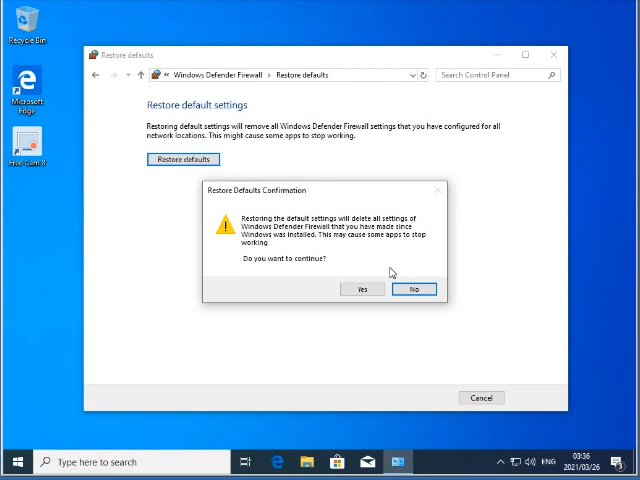 Recycle Bin
Microsoft
Edge
Free Cam 8
Restore defaults
« Windows Defender Firewall › Restore defaults
Search Control Panel
Restore default settings
Restoring default settings will remove all Windows Defender Firewall settings that you have configured for all
network locations. This might cause some apps to stop working.
Restore defaults
Restore Defaults Confirmation
Restoring the default settings will delete all settings of
Windows Defender Firewall that you have made since
Windows was installed. This may cause some apps to stop
working
Do you want to continue?
Yes
No
Cancel
Type here to search
ENG
03:36
2021/03/26
3